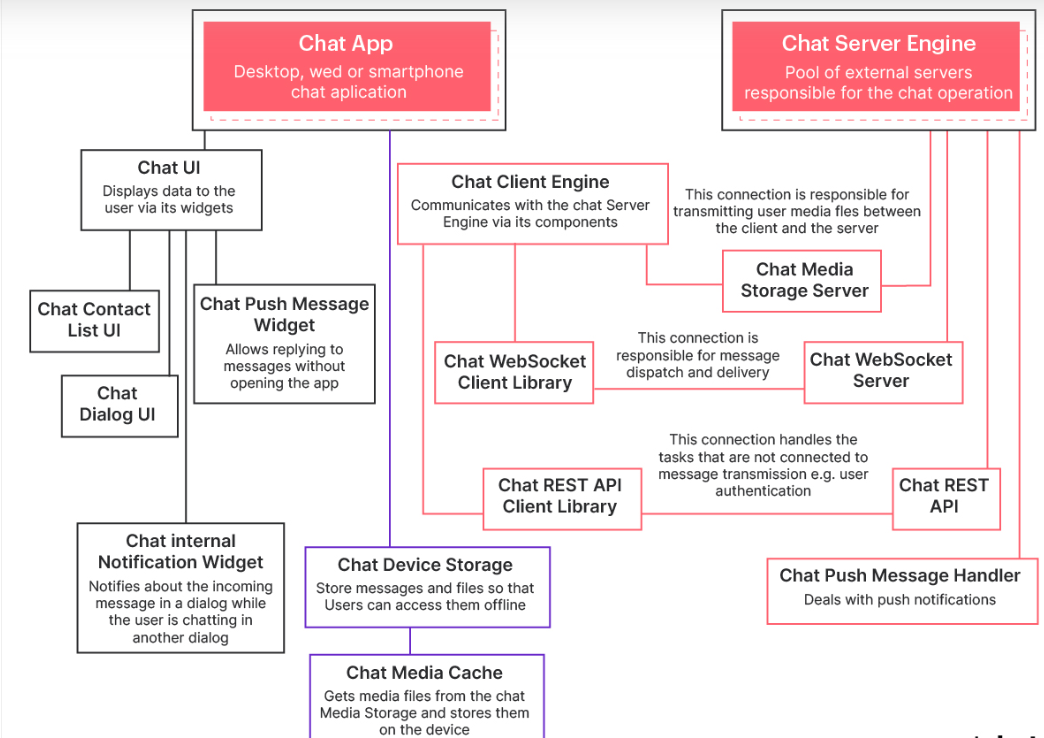 Chat App
Desktop, wed or smartphone
chat aplication
Chat Server Engine
Pool of external servers
responsible for the chat operation
Chat UI
Displays data to the
user via its widgets
Chat Client Engine
Communicates with the chat Server
Engine via its components
This connection is responsible for
transmitting user media fles between
the client and the server
Chat Media
Storage Server
Chat Contact
List UI
Chat Push Message
Widget
Allows replying to
messages without
opening the app
Chat WebSocket
Client Library
This connection is
responsible for message
dispatch and delivery
Chat WebSocket
Server
Chat
Dialog UI
This connection handles the
tasks that are not connected to
message transmission e.g. user
authentication
Chat REST API
Client Library
Chat REST
API
Chat internal
Notification Widget
Notifies about the incoming
message in a dialog while
the user is chatting in
another dialog
Chat Device Storage
Store messages and files so that
Users can access them offline
Chat Push Message Handler
Deals with push notifications
Chat Media Cache
Gets media files from the chat
Media Storage and stores them
on the device